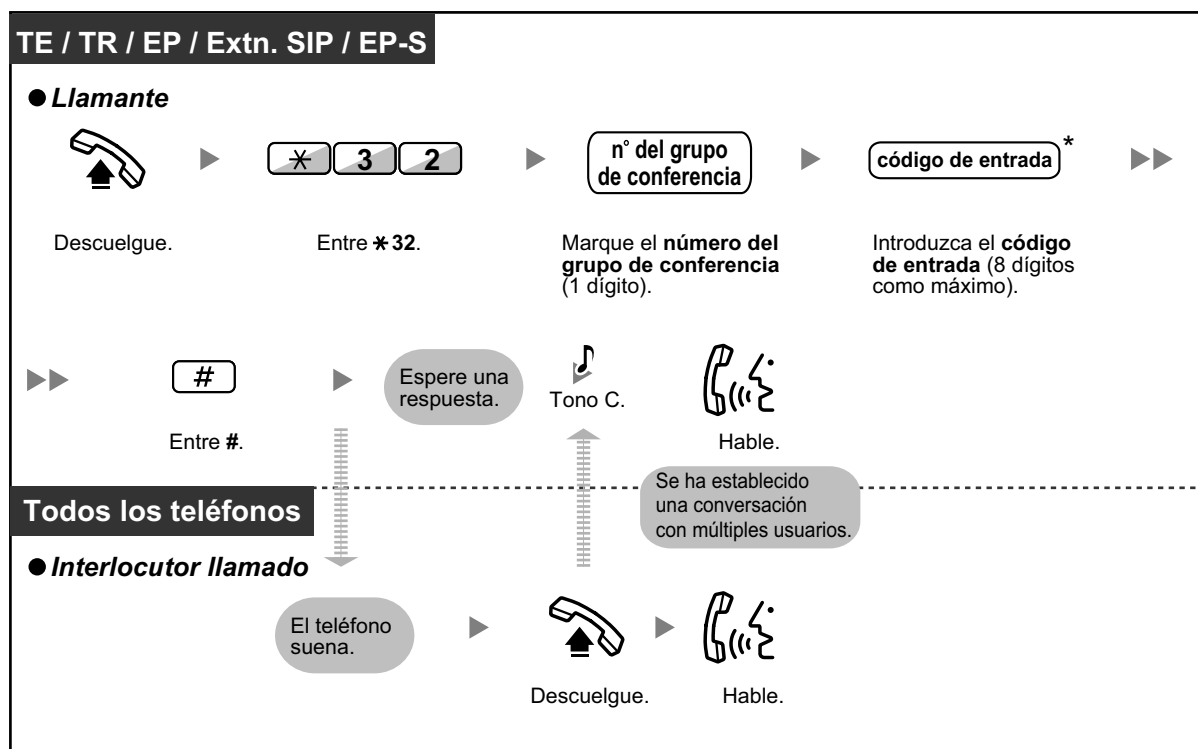 TE / TR / EP / Extn. SIP / EP-S
● Llamante
* 3 2
n° del grupo
de conferencia
código de entrada
*
Descuelgue.
Entre *32.
Marque el número del
grupo de conferencia
(1 dígito).
Introduzca el código
de entrada (8 dígitos
como máximo).
#
Espere una
respuesta.
Tono C.
Entre #.
Hable.
Se ha establecido
una conversación
con múltiples usuarios.
Todos los teléfonos
● Interlocutor llamado
El teléfono
suena.
Descuelgue.
Hable.